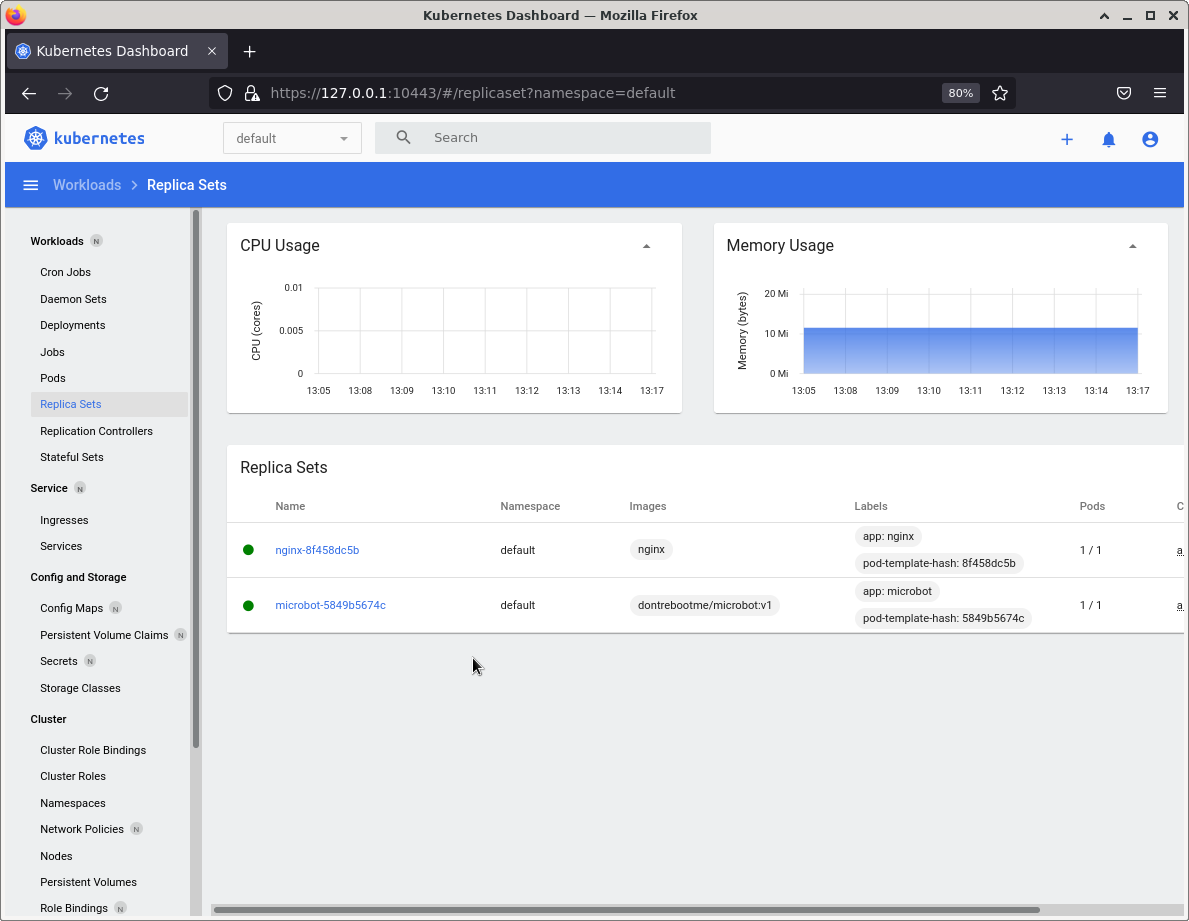 Kubernetes Dashboard — Mozilla Firefox
Kubernetes Dashboard
https://127.0.0.1:10443/#/replicaset?namespace=default
80%
kubernetes
default
Search
Workloads
Replica Sets
Workloads N
Cron Jobs
Daemon Sets
Deployments
Jobs
Pods
Replica Sets
Replication Controllers
Stateful Sets
Service N
Ingresses
Services
Config and Storage
Config Maps N
Persistent Volume Claims N
Secrets N
Storage Classes
Cluster
Cluster Role Bindings
Cluster Roles
Namespaces
Network Policies N
Nodes
Persistent Volumes
Role Bindings N
CPU Usage
CPU (cores)
0.01
0.005
0
13:05 13:08 13:09 13:10 13:11 13:12 13:13 13:14 13:17
Memory Usage
Memory (bytes)
20 Mi
10 Mi
0 Mi
13:05 13:08 13:09 13:10 13:11 13:12 13:13 13:14 13:17
Replica Sets
Name Namespace Images Labels Pods C
nginx-8f458dc5b default nginx app: nginx 1 / 1 a
pod-template-hash: 8f458dc5b
microbot-5849b5674c default dontrebootme/microbot:v1 app: microbot 1 / 1 a
pod-template-hash: 5849b5674c